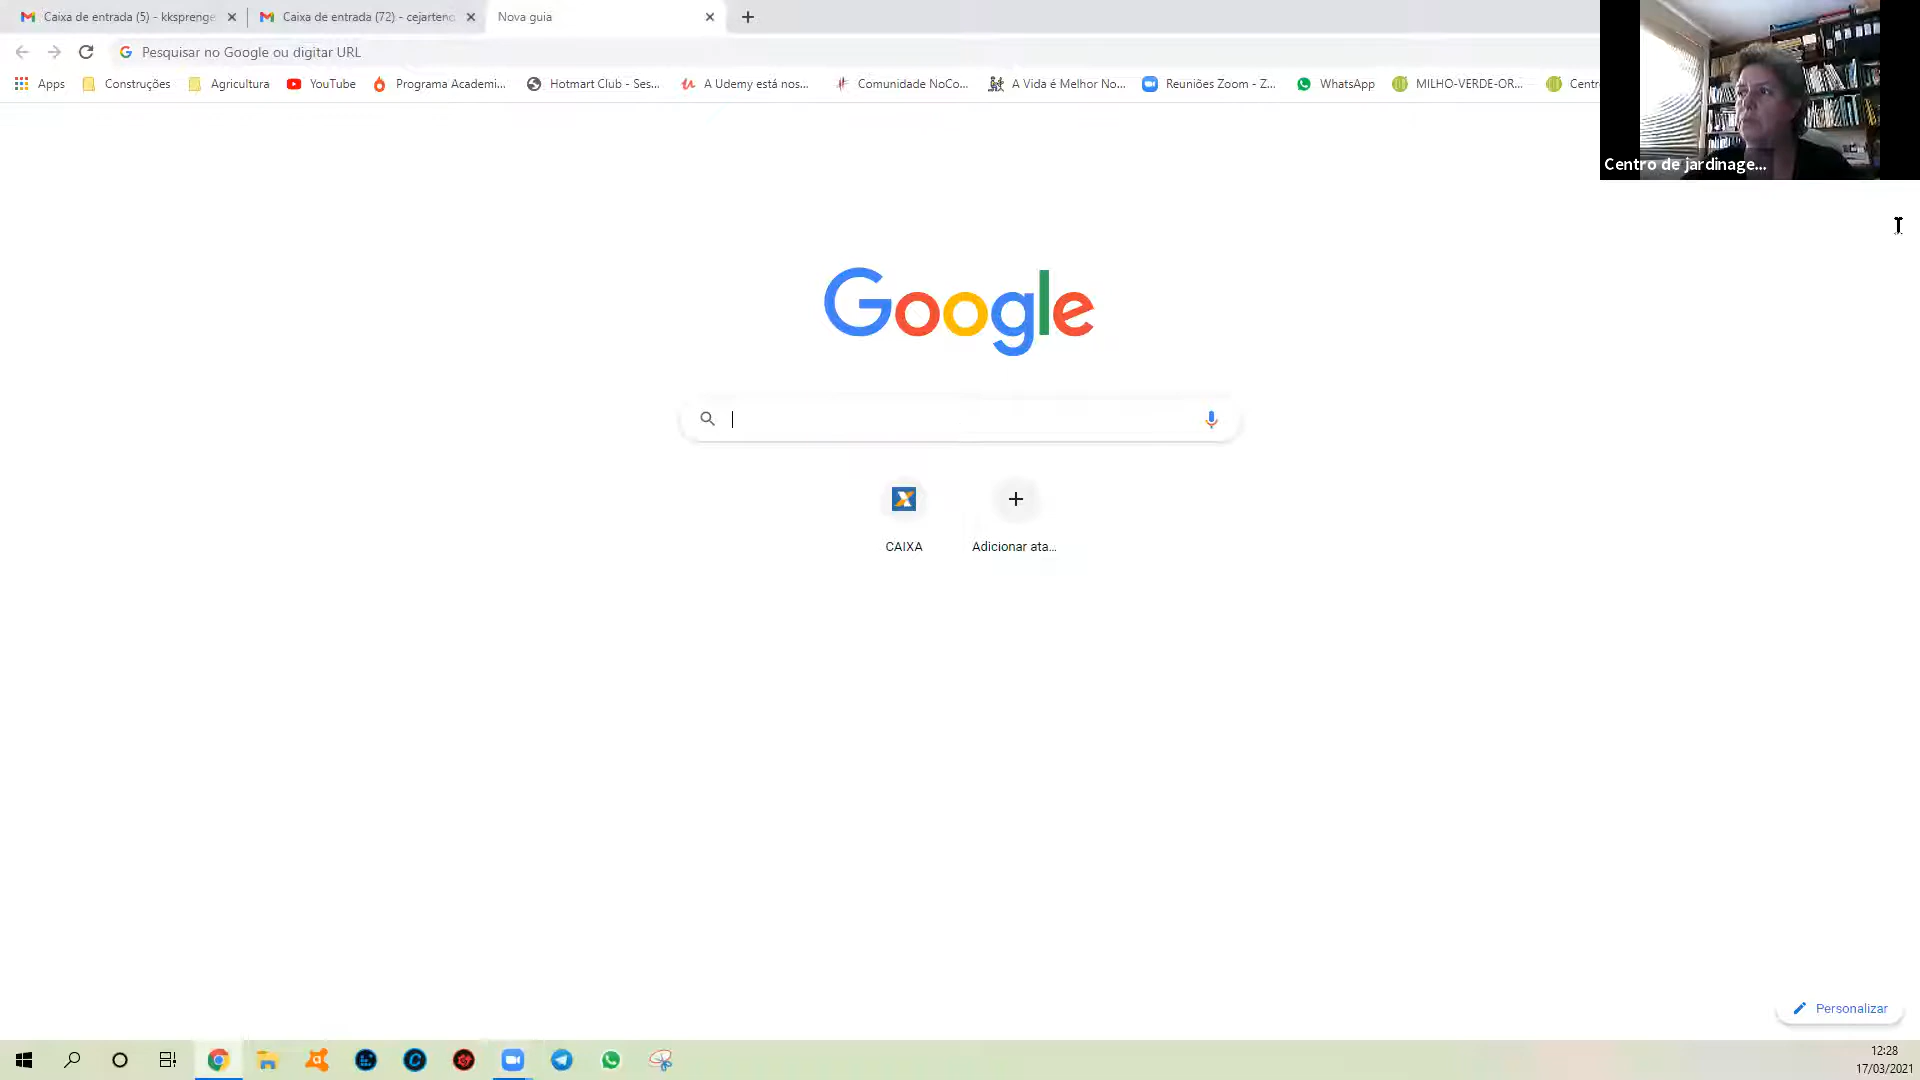 Caixa de entrada (5) - kksprenge
Caixa de entrada (72) - cejarteno
Nova guia
Pesquisar no Google ou digitar URL
Apps
Construções
Agricultura
YouTube
Programa Academi...
Hotmart Club - Ses...
A Udemy está nos...
Comunidade NoCo...
A Vida é Melhor No...
Reuniões Zoom - Z...
WhatsApp
MILHO-VERDE-OR...
Centr
Centro de jardinage...
Google
CAIXA
Adicionar ata...
Personalizar
12:28
17/03/2021